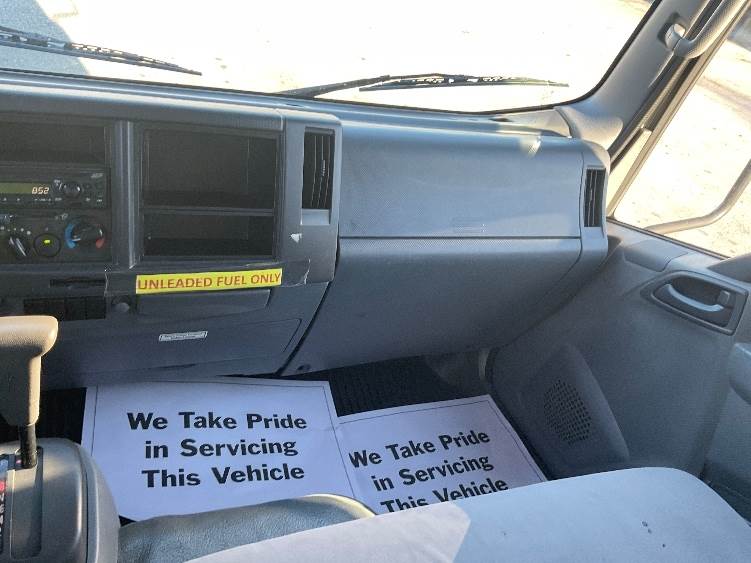 852
UNLEADED FUEL ONLY
We Take Pride
in Servicing
This Vehicle
We Take Pride
in Servicing
This Vehicle